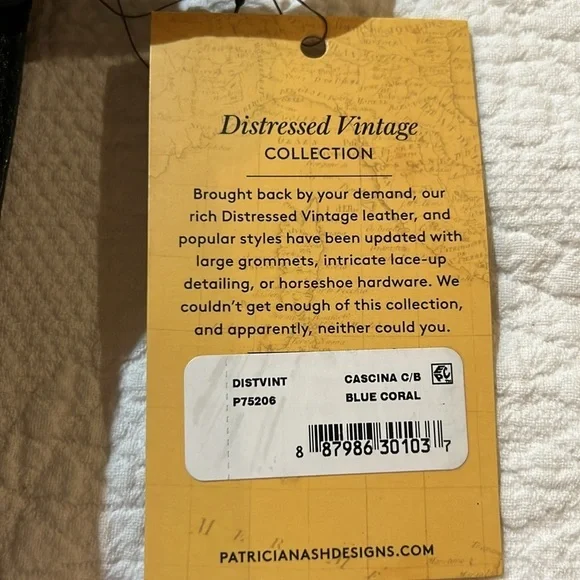 Distressed Vintage
COLLECTION
Brought back by your demand, our
rich Distressed Vintage leather, and
popular styles have been updated with
large grommets, intricate lace-up
detailing, or horseshoe hardware. We
couldn't get enough of this collection,
and apparently, neither could you.
DISTVINT CASCINA C/B
P75206 BLUE CORAL
8 87986 30103 7
PATRICIANASHDESIGNS.COM